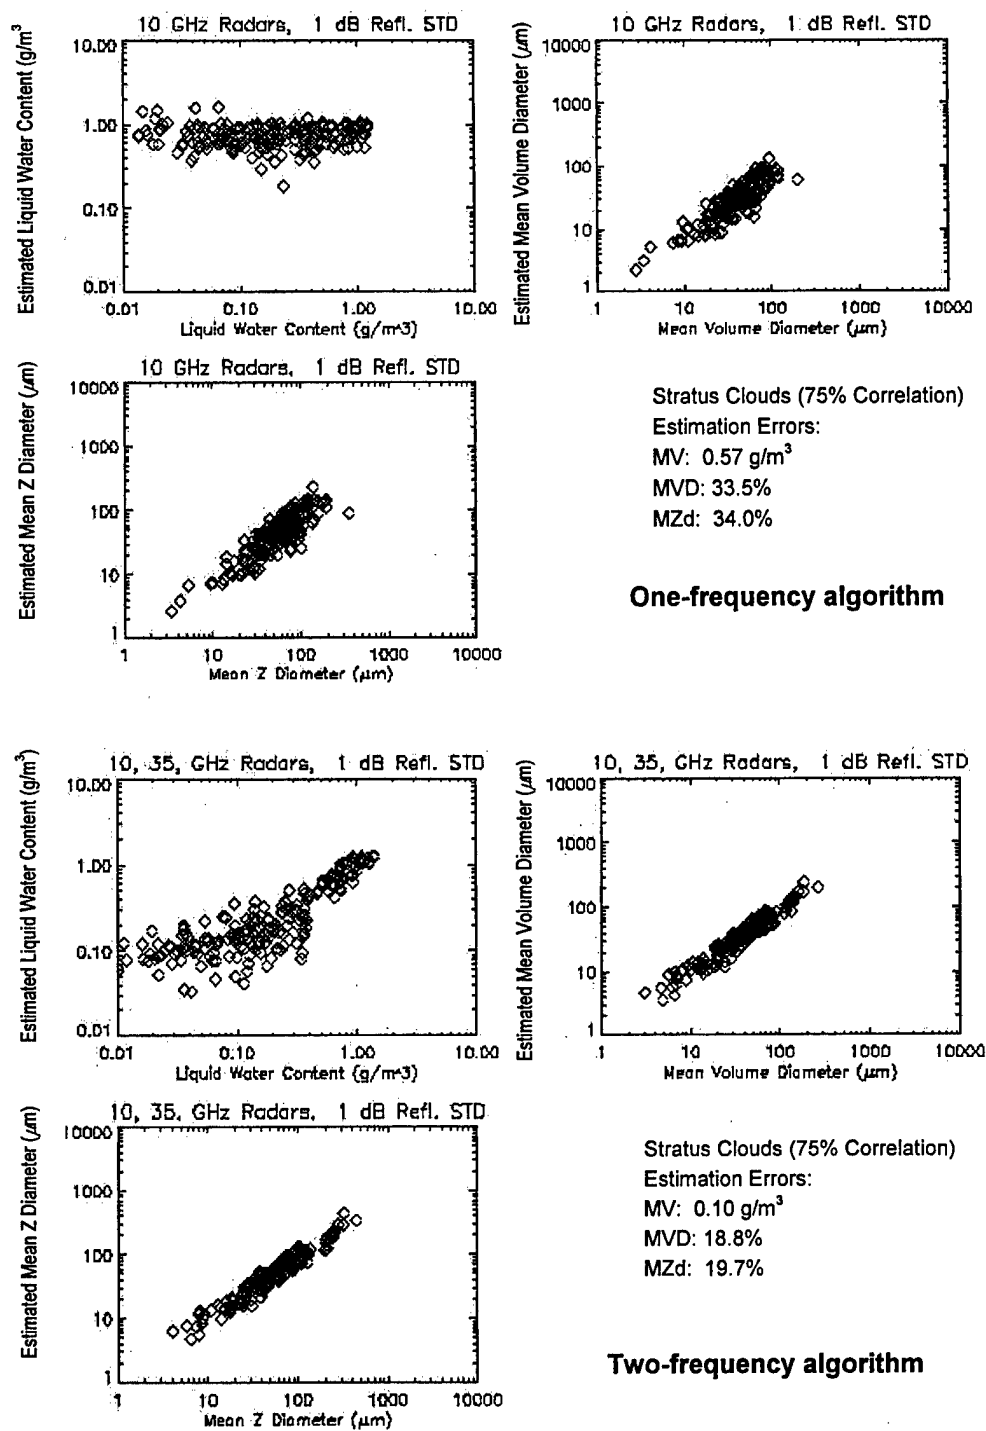 10 GHz Radars, 1 dB Refl. STD
Estimated Liquid Water Content (g/m³
10.00
1.00
0.10
0.01
0.01 0.10 1.00 10.00
Liquid Water Content (g/m^3)
10 GHz Radars, 1 dB Refl. STD
Estimated Mean Volume Diameter (μm)
10000
1000
100
10
1
1 10 100 1000 10000
Mean Volume Diameter (μm)
10 GHz Radars, 1 dB Refl. STD
Estimated Mean Z Diameter (μm)
10000
1000
100
10
1
1 10 100 1000 10000
Mean Z Diameter (μm)
Stratus Clouds (75% Correlation)
Estimation Errors:
MV: 0.57 g/m³
MVD: 33.5%
MZd: 34.0%
One-frequency algorithm
10, 35, GHz Radars, 1 dB Refl. STD
Estimated Liquid Water Content (g/m³)
10.00
1.00
0.10
0.01
0.01 0.10 1.00 10.00
Liquid Water Content (g/m^3)
10, 35, GHz Radars, 1 dB Refl. STD
Estimated Mean Volume Diameter (μm)
10000
1000
100
10
1
1 10 100 1000 10000
Mean Volume Diameter (μm)
10, 35, GHz Radars, 1 dB Refl. STD
Estimated Mean Z Diameter (μm)
10000
1000
100
10
1
1 10 100 1000 10000
Mean Z Diameter (μm)
Stratus Clouds (75% Correlation)
Estimation Errors:
MV: 0.10 g/m³
MVD: 18.8%
MZd: 19.7%
Two-frequency algorithm